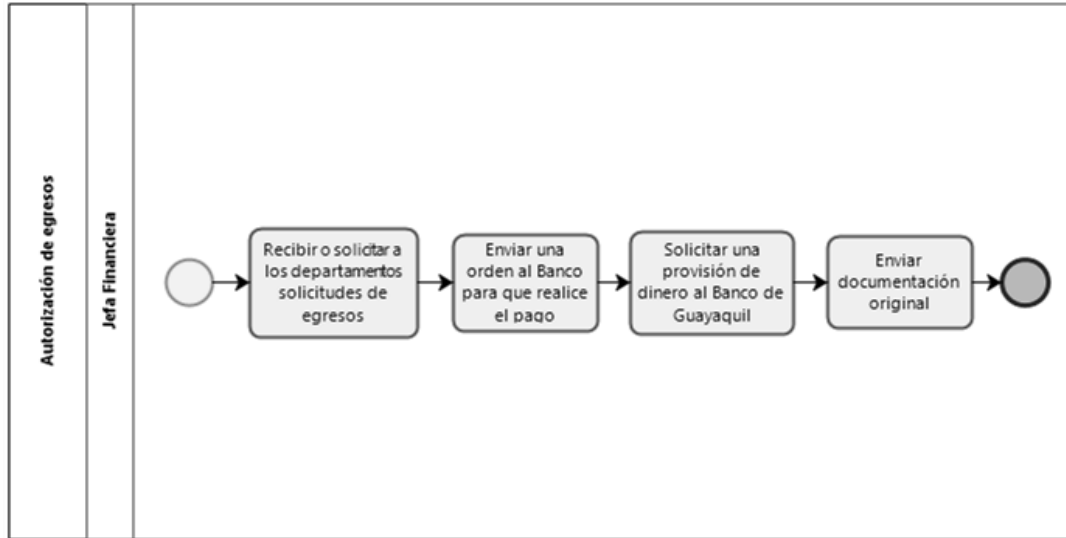 Autorización de egresos
Jefa Financiera
Recibir o solicitar a
los departamentos
solicitudes de
egresos
Enviar una
orden al Banco
para que realice
el pago
Solicitar una
provisión de
dinero al Banco de
Guayaquil
Enviar
documentación
original